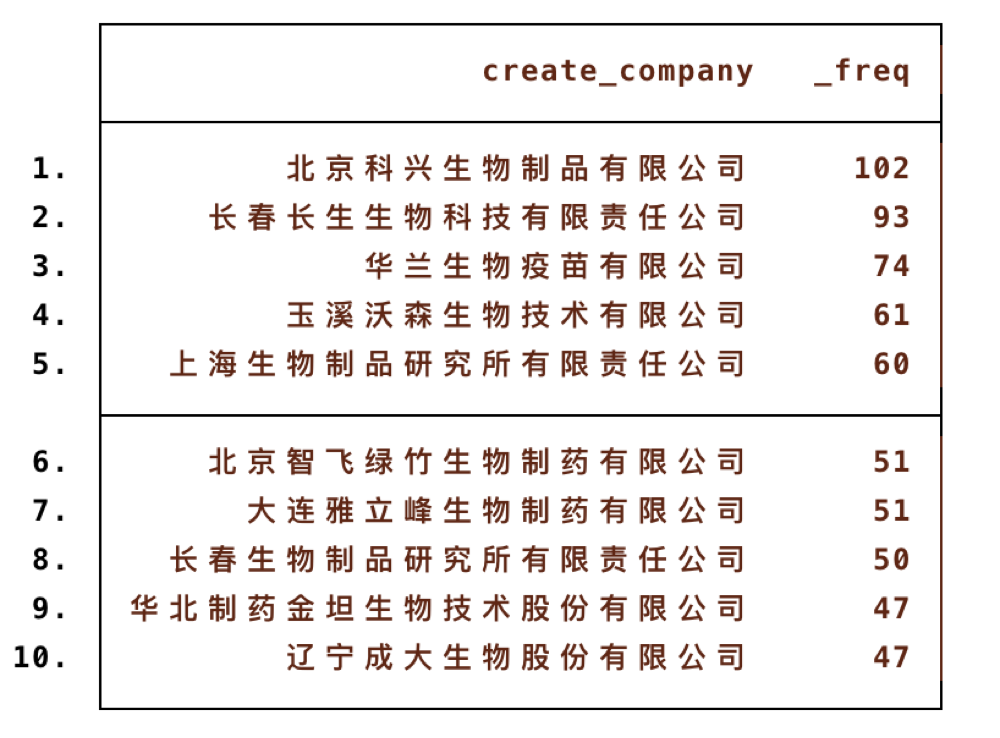 create_company _freq
1. 北京科兴生物制品有限公司 102
2. 长春长生生物科技有限责任公司 93
3. 华兰生物疫苗有限公司 74
4. 玉溪沃森生物技术有限公司 61
5. 上海生物制品研究所有限责任公司 60
6. 北京智飞绿竹生物制药有限公司 51
7. 大连雅立峰生物制药有限公司 51
8. 长春生物制品研究所有限责任公司 50
9. 华北制药金坦生物技术股份有限公司 47
10. 辽宁成大生物股份有限公司 47